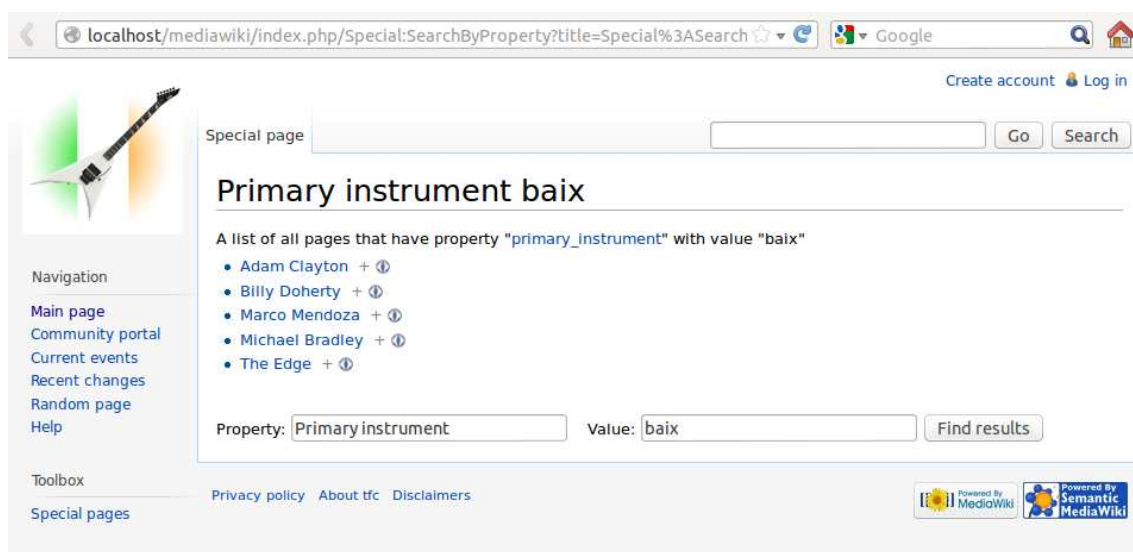 localhost/mediawiki/index.php/Special:SearchByProperty?title=Special%3ASearch
Google
Create account Log in
Special page
Go
Search
Primary instrument baix
A list of all pages that have property "primary_instrument" with value "baix"
• Adam Clayton +
• Billy Doherty +
• Marco Mendoza +
• Michael Bradley +
• The Edge +
Property: Primary instrument Value: baix Find results
Navigation
Main page
Community portal
Current events
Recent changes
Random page
Help
Toolbox
Special pages
Privacy policy About tfc Disclaimers
[[ ]] Powered By
MediaWiki
Powered By
Semantic
MediaWiki